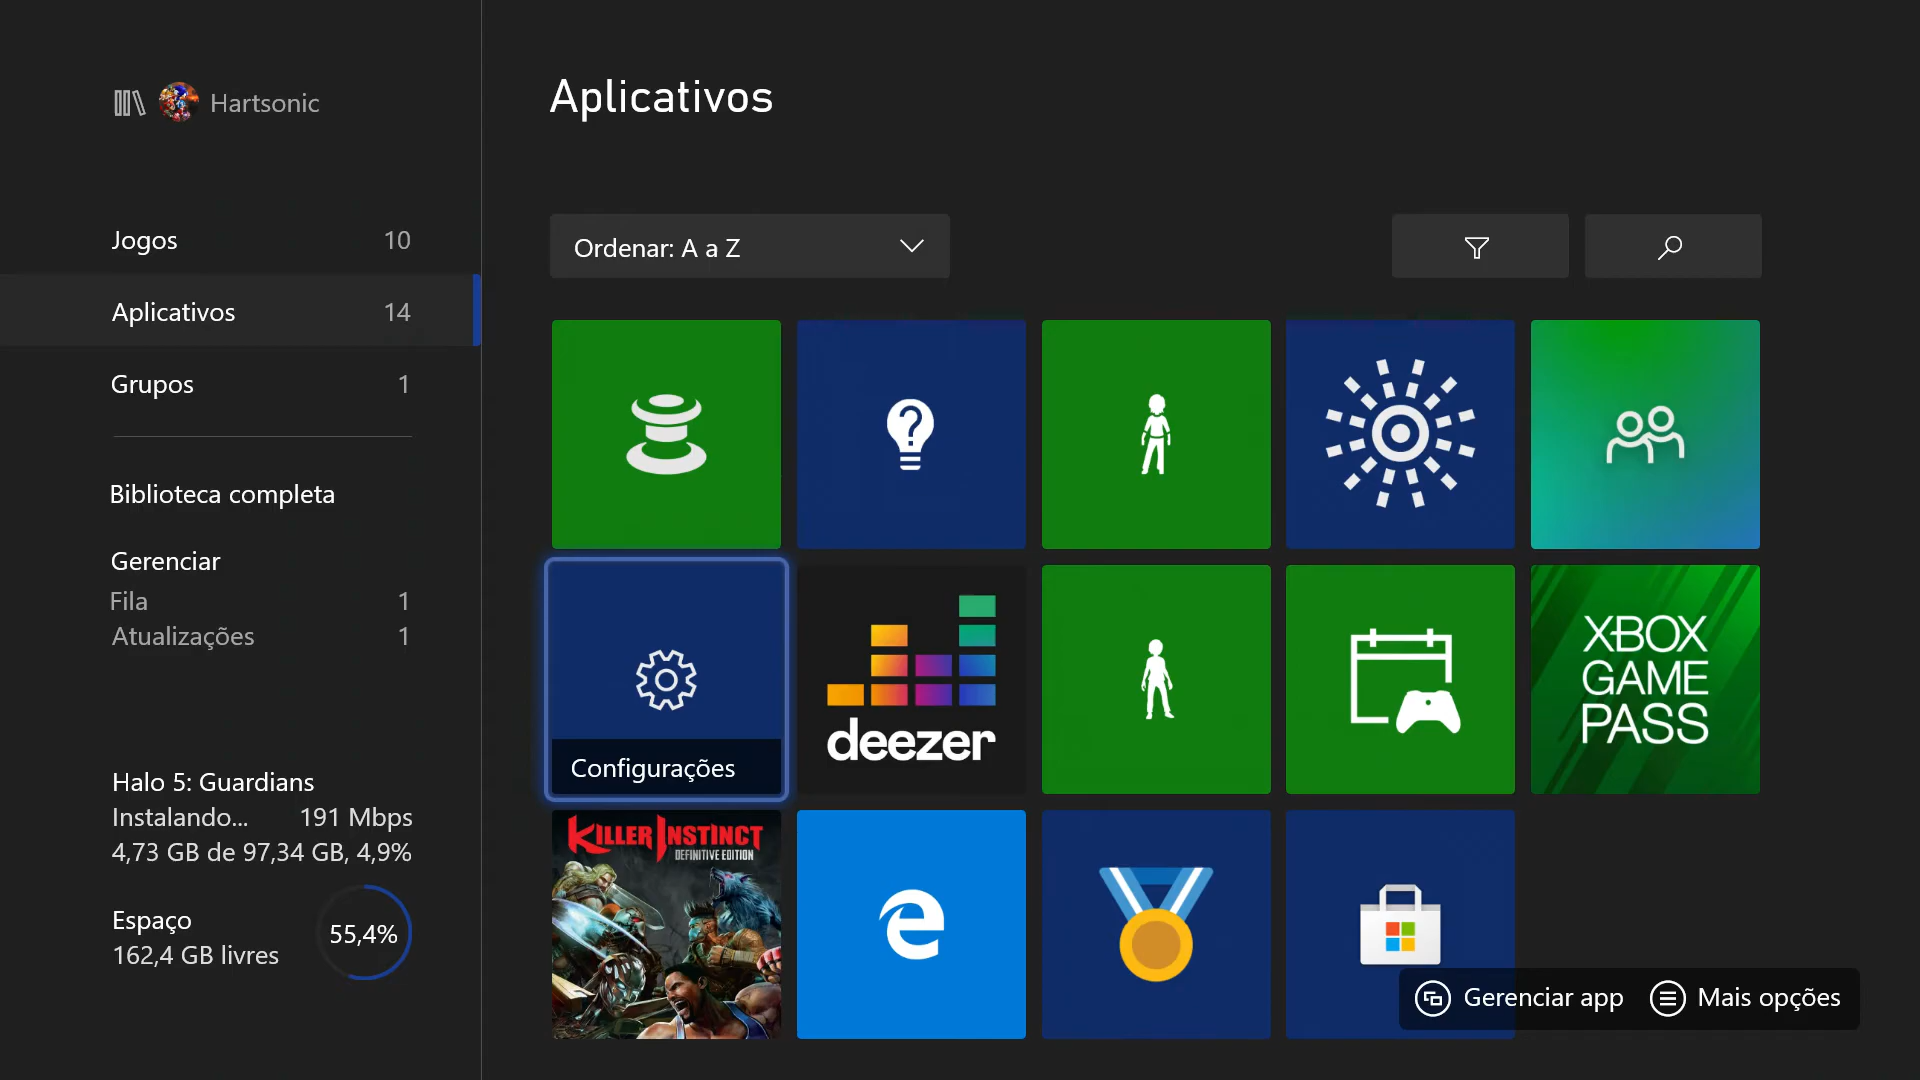 Hartsonic
Jogos 10
Aplicativos 14
Grupos 1
Biblioteca completa
Gerenciar
Fila 1
Atualizações 1
Halo 5: Guardians
Instalando... 191 Mbps
4,73 GB de 97,34 GB, 4,9%
Espaço
162,4 GB livres
55,4%
Aplicativos
Ordenar: A a Z
Configurações
deezer
XBOX
GAME
PASS
KILLER INSTINCT
DEFINITIVE EDITION
Gerenciar app
Mais opções